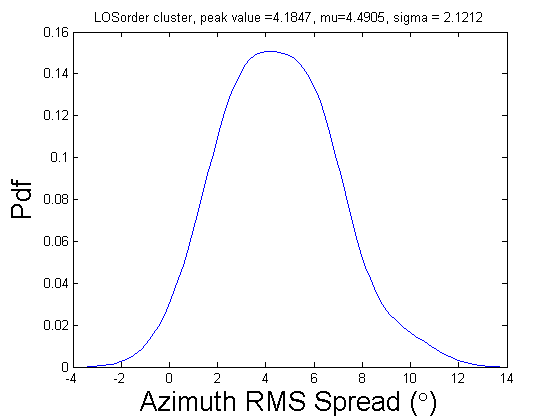 LOSorder cluster, peak value =4.1847, mu=4.4905, sigma = 2.1212
0.16
0.14
0.12
0.1
0.08
0.06
0.04
0.02
0
Pdf
-4 -2 0 2 4 6 8 10 12 14
Azimuth RMS Spread (°)